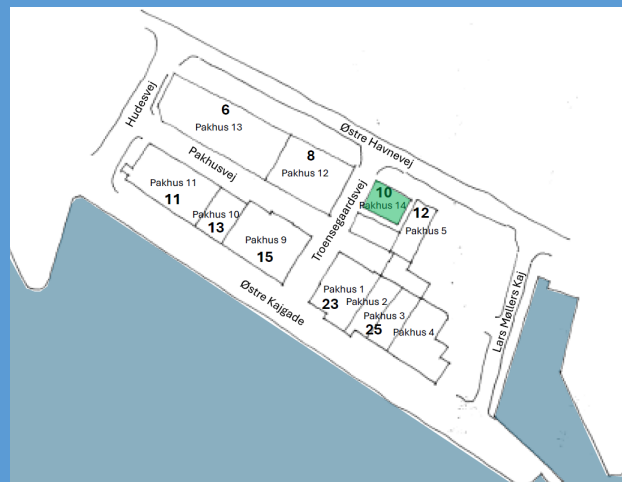 Hudesvej
6
Pakhus 13
Østre Havnevej
8
Pakhus 12
Pakhusvej
Pakhus 11
11
Pakhus 10
13
Pakhus 9
15
Troensegaardsvej
10
Pakhus 14
12
Pakhus 5
Østre Kajgade
Pakhus 1
23
Pakhus 2
Pakhus 3
25
Pakhus 4
Lars Møllers Kaj